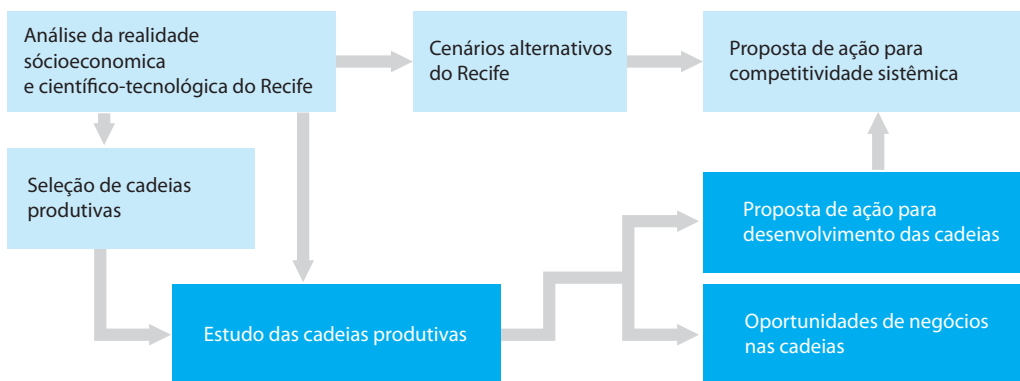 Análise da realidade
sócioeconomica
e científico-tecnológica do Recife
Cenários alternativos
do Recife
Proposta de ação para
competitividade sistêmica
Seleção de cadeias
produtivas
Proposta de ação para
desenvolvimento das cadeias
Estudo das cadeias produtivas
Oportunidades de negócios
nas cadeias